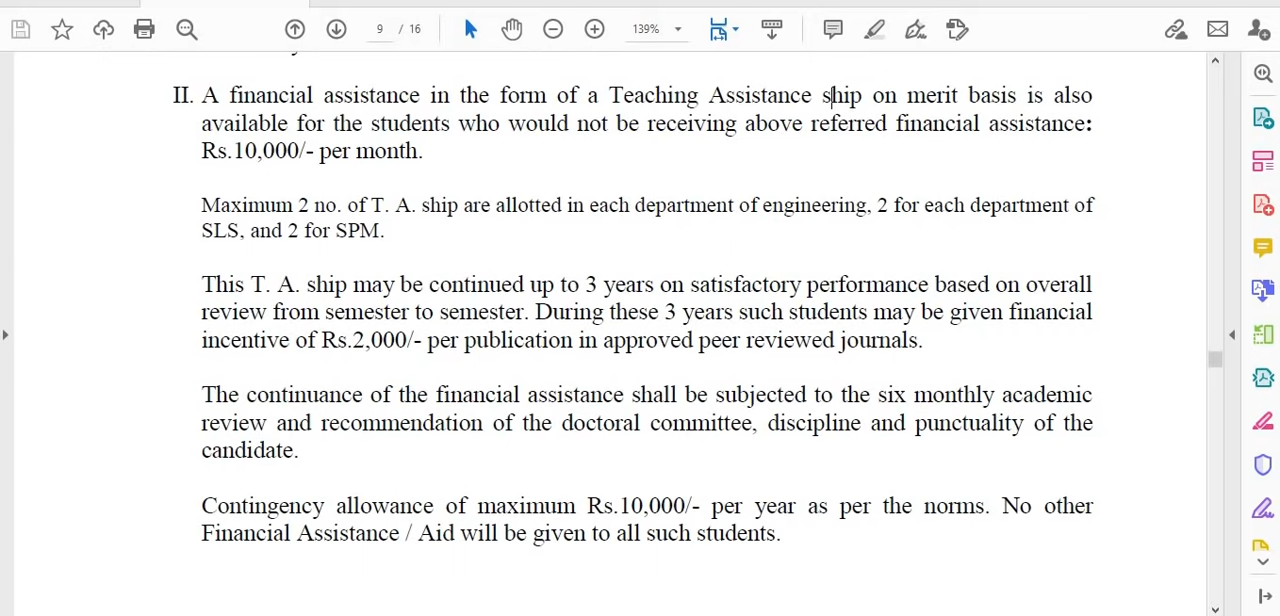 9 / 16 139%
II. A financial assistance in the form of a Teaching Assistance ship on merit basis is also
available for the students who would not be receiving above referred financial assistance:
Rs.10,000/- per month.
Maximum 2 no. of T. A. ship are allotted in each department of engineering, 2 for each department of
SLS, and 2 for SPM.
This T. A. ship may be continued up to 3 years on satisfactory performance based on overall
review from semester to semester. During these 3 years such students may be given financial
incentive of Rs.2,000/- per publication in approved peer reviewed journals.
The continuance of the financial assistance shall be subjected to the six monthly academic
review and recommendation of the doctoral committee, discipline and punctuality of the
candidate.
Contingency allowance of maximum Rs.10,000/- per year as per the norms. No other
Financial Assistance / Aid will be given to all such students.